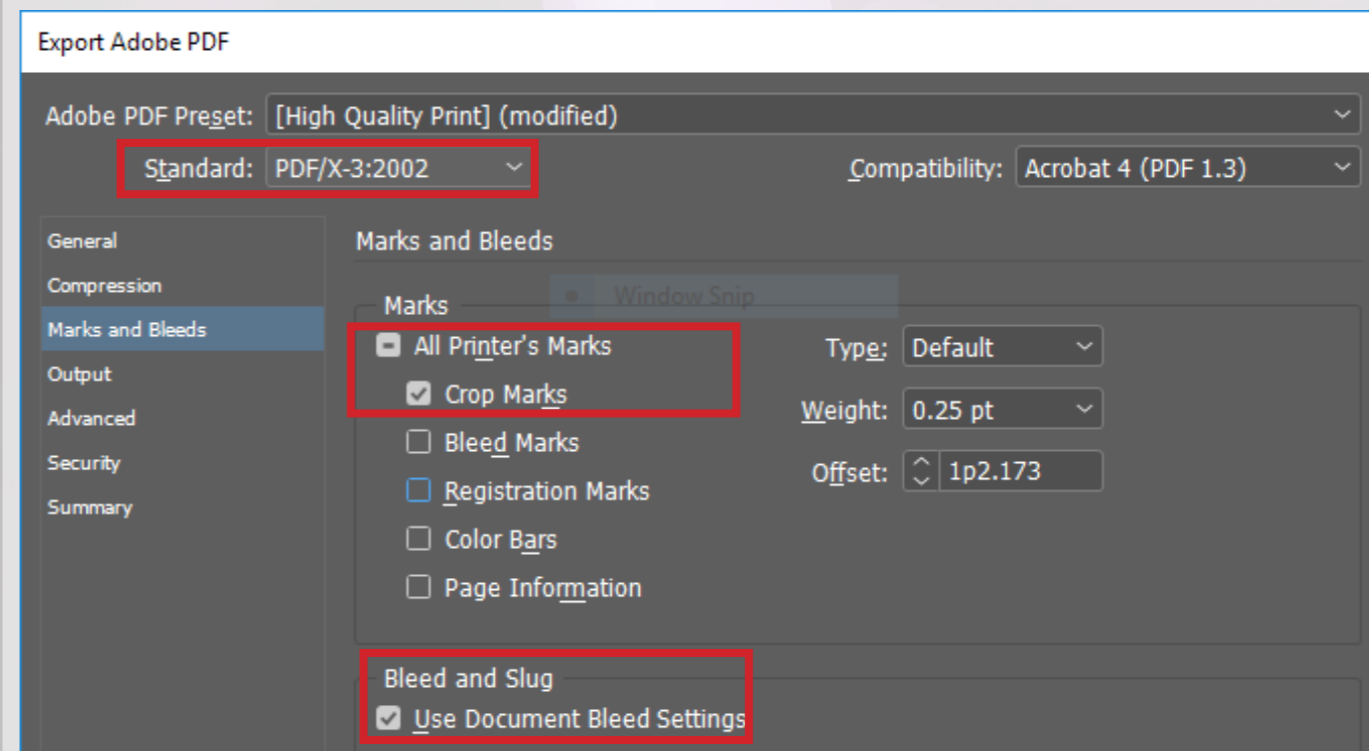 Export Adobe PDF
Adobe PDF Preset: [High Quality Print] (modified)
Standard: PDF/X-3:2002 Compatibility: Acrobat 4 (PDF 1.3)
General
Compression
Marks and Bleeds
Output
Advanced
Security
Summary
Marks and Bleeds
Window Snip
Marks
All Printer's Marks
Crop Marks
Bleed Marks
Registration Marks
Color Bars
Page Information
Type: Default
Weight: 0.25 pt
Offset: 1p2.173
Bleed and Slug
Use Document Bleed Settings